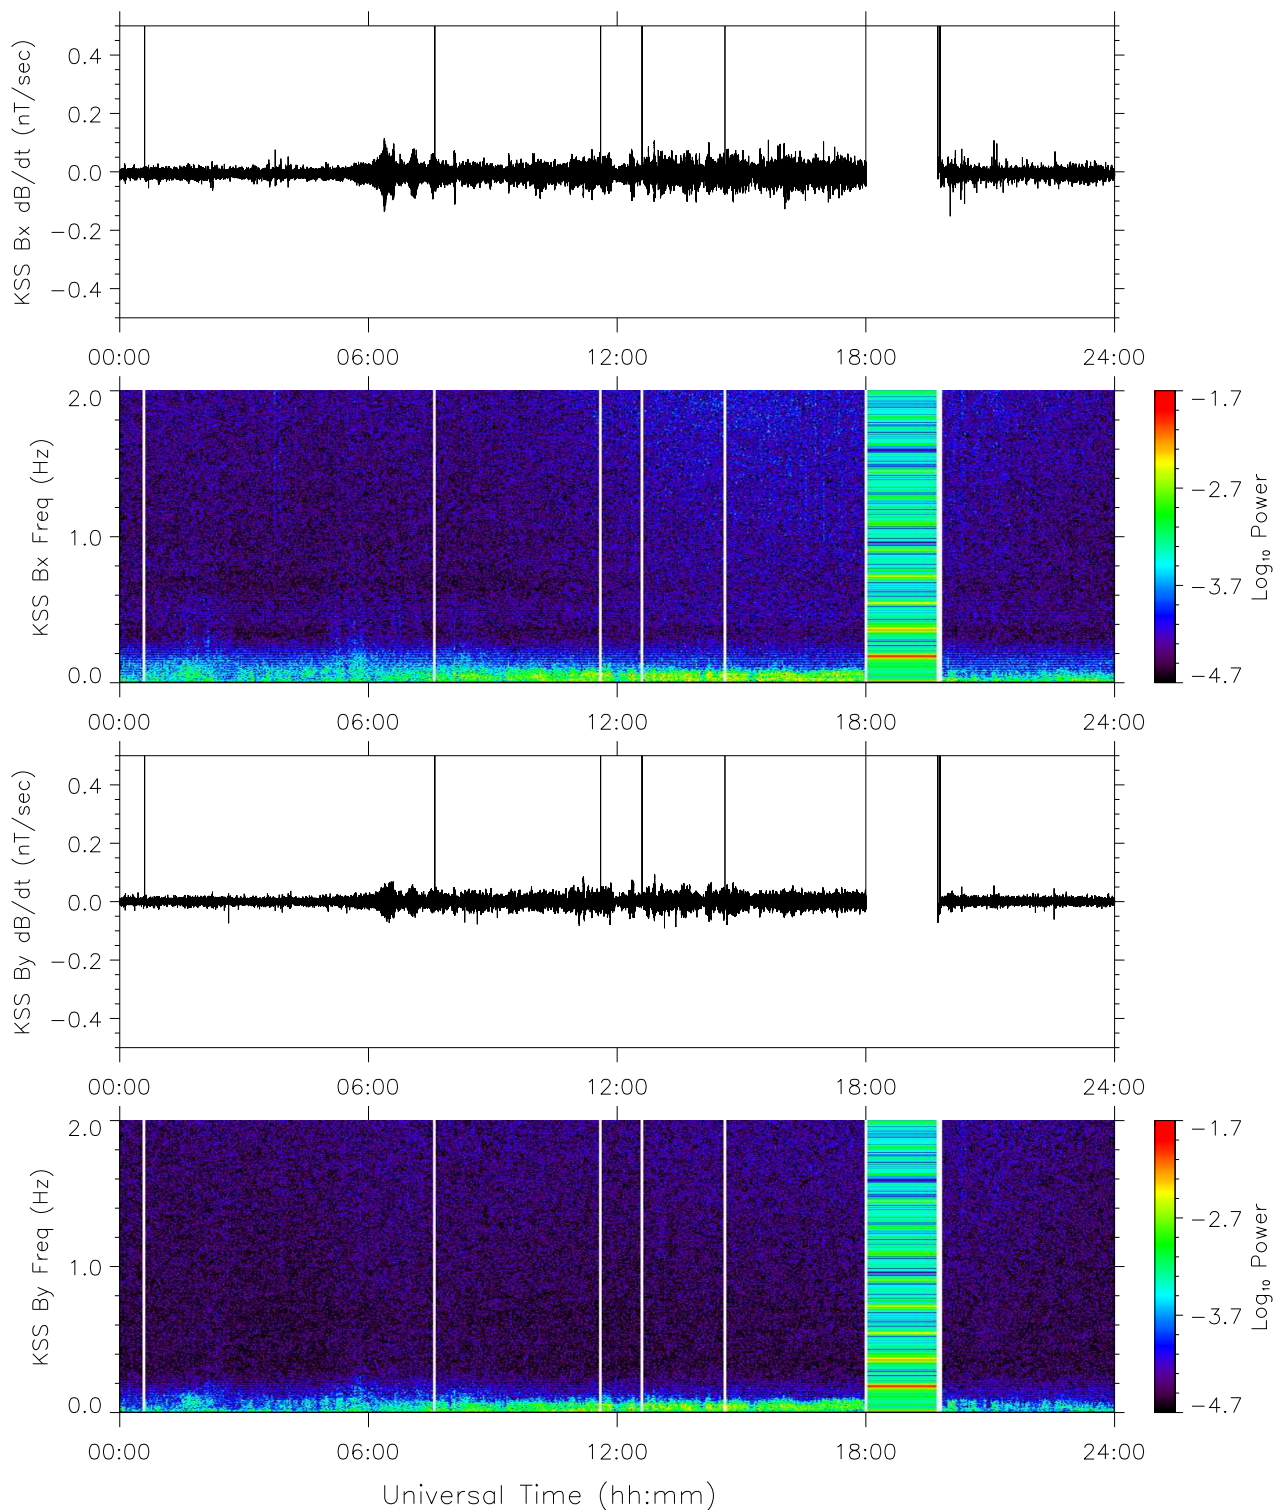 KSS Bx dB/dt (nT/sec)
0.4
0.2
0.0
−0.2
−0.4
00:00 06:00 12:00 18:00 24:00
KSS Bx Freq (Hz)
2.0
1.0
0.0
−1.7
−2.7
−3.7
−4.7
Log₁₀ Power
00:00 06:00 12:00 18:00 24:00
KSS By dB/dt (nT/sec)
0.4
0.2
0.0
−0.2
−0.4
00:00 06:00 12:00 18:00 24:00
KSS By Freq (Hz)
2.0
1.0
0.0
−1.7
−2.7
−3.7
−4.7
Log₁₀ Power
00:00 06:00 12:00 18:00 24:00
Universal Time (hh:mm)